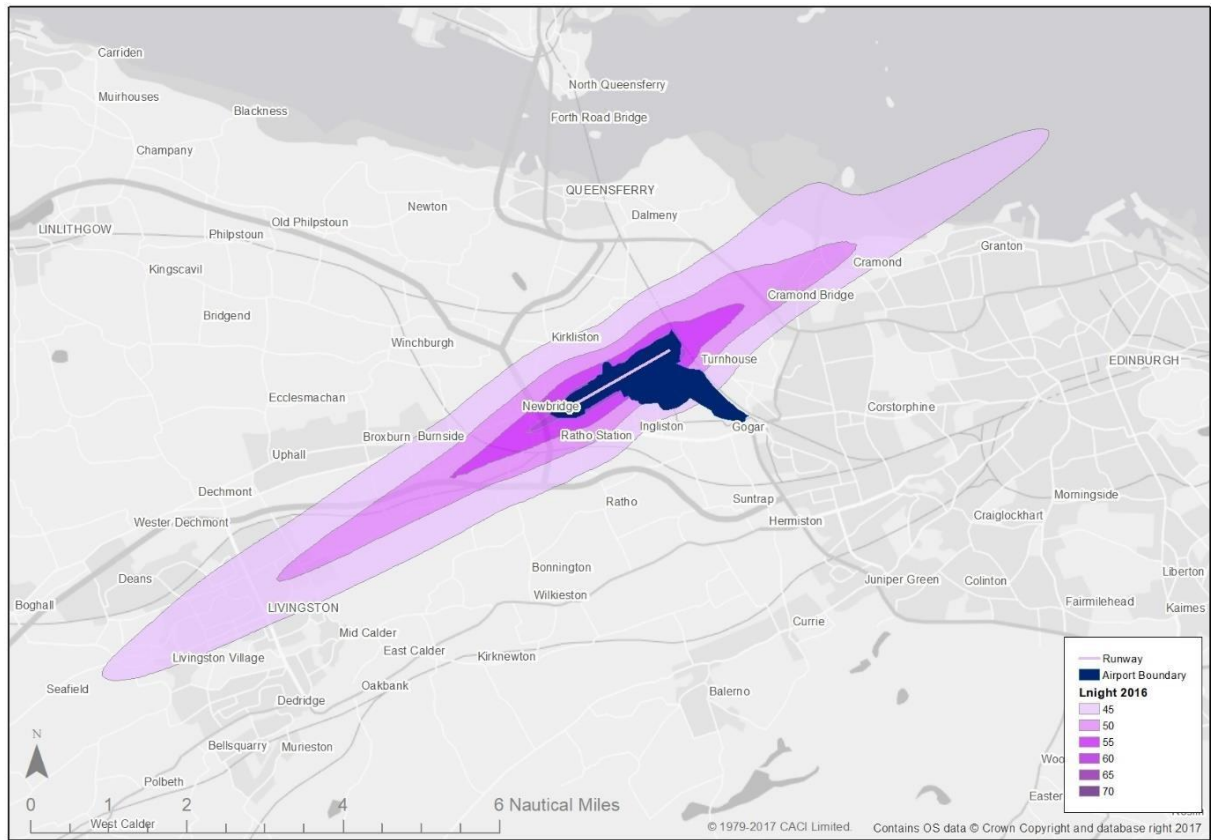 Carriden
North Queensferry
Muirhouses
Blackness
Forth Road Bridge
Champany
QUEENSFERRY
Newton
Dalmeny
Old Philpstoun
LINLITHGOW
Philpstoun
Granton
Kingscavil
Cramond
Cramond Bridge
Bridgend
Kirkliston
Winchburgh
Turnhouse
EDINBURGH
Ecclesmachan
Newbridge
Corstorphine
Broxburn Burnside
Ratho Station
Ingliston
Gogar
Uphall
Dechmont
Ratho
Suntrap
Morningside
Wester Dechmont
Hermiston
Craiglockhart
Bonnington
Deans
Juniper Green
Colinton
Liberton
Boghall
LIVINGSTON
Wilkieston
Fairmilehead
Kaimes
Currie
Mid Calder
East Calder
Livingston Village
Kirknewton
Seafield
Oakbank
Balerno
Dedridge
Bellsquarry
Murieston
Polbeth
West Calder
Woo
Easter
Runway
Airport Boundary
Lnight 2016
45
50
55
60
65
70
N
0 1 2 4 6 Nautical Miles
© 1979-2017 CACI Limited. Contains OS data © Crown Copyright and database right 2017